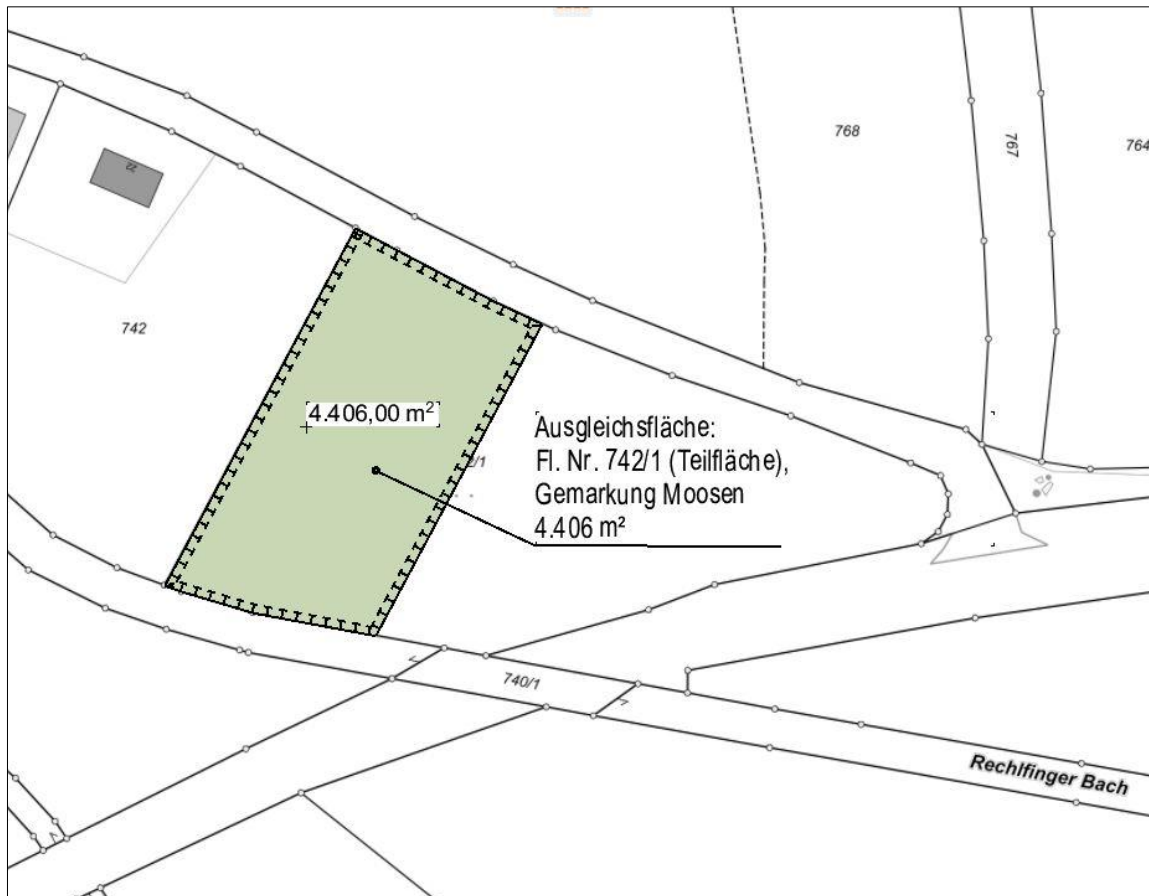 768
767
764
22
742
4.406,00 m²
Ausgleichsfläche:
Fl. Nr. 742/1 (Teilfläche),
Gemarkung Moosen
4.406 m²
740/1
Rechlfinger Bach